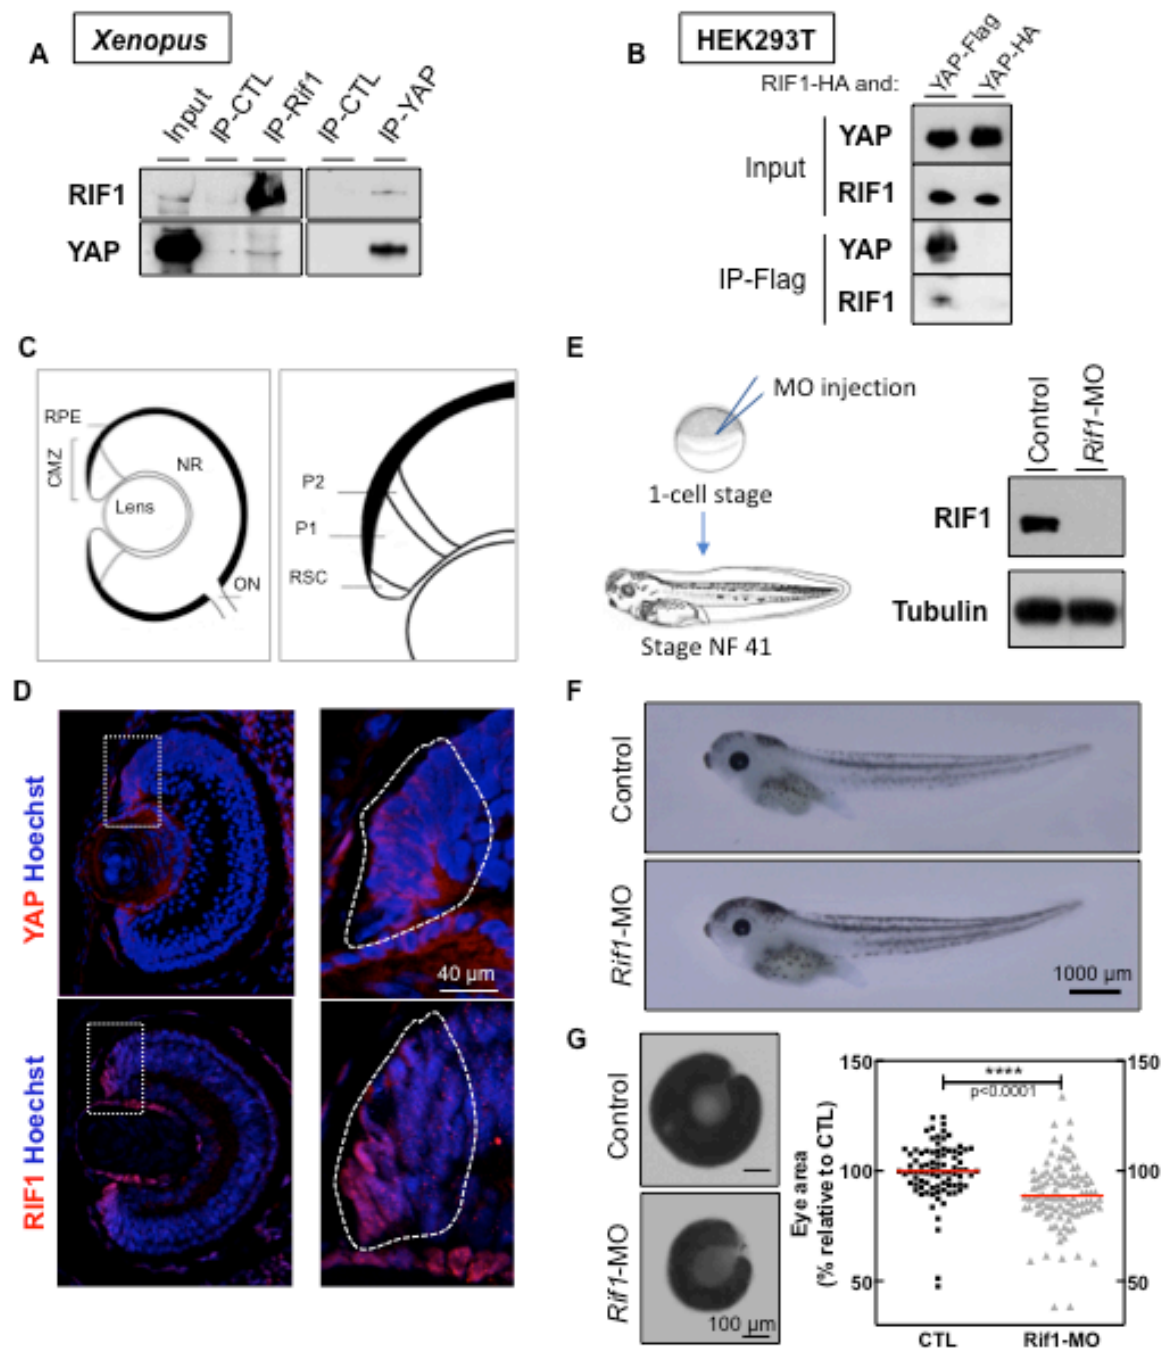 Xenopus
A
Input
IP-CTL
IP-Rif1
IP-CTL
IP-YAP
RIF1
YAP
B
HEK293T
RIF1-HA and:
YAP-Flag
YAP-HA
Input
YAP
RIF1
IP-Flag
YAP
RIF1
C
RPE
CMZ
NR
Lens
ON
P2
P1
RSC
E
MO injection
1-cell stage
Stage NF 41
Control
Rif1-MO
RIF1
Tubulin
D
YAP Hoechst
40 µm
RIF1 Hoechst
F
Control
Rif1-MO
1000 µm
G
Control
Rif1-MO
100 µm
Eye area
(% relative to CTL)
150
100
50
****
p<0.0001
150
100
50
CTL
Rif1-MO